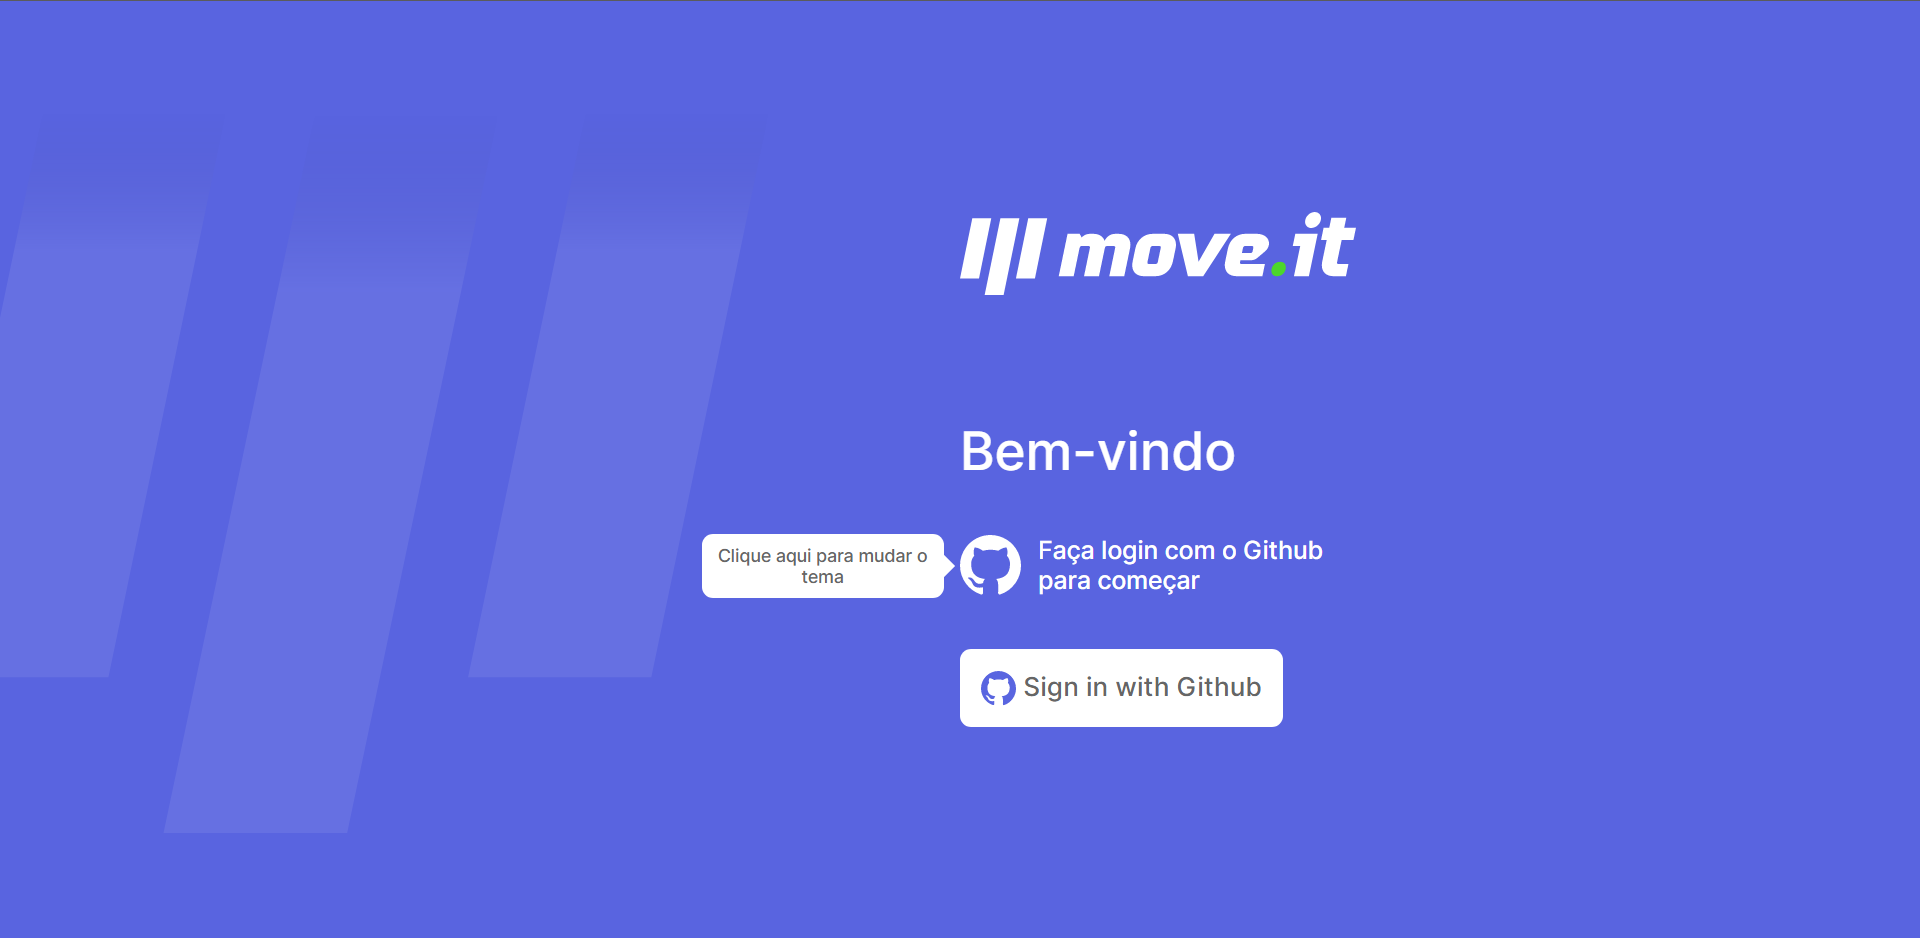 move.it
Bem-vindo
Clique aqui para mudar o
tema
Faça login com o Github
para começar
Sign in with Github